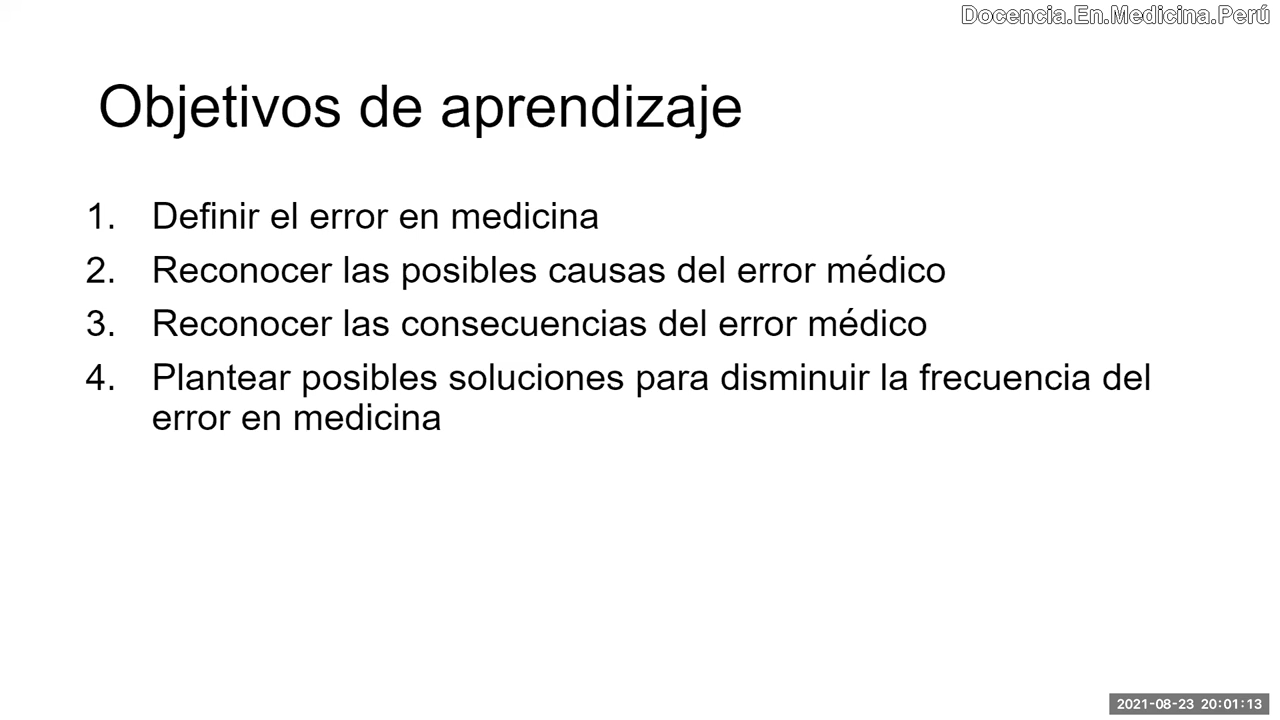 Docencia.En.Medicina.Perú
Objetivos de aprendizaje
1. Definir el error en medicina
2. Reconocer las posibles causas del error médico
3. Reconocer las consecuencias del error médico
4. Plantear posibles soluciones para disminuir la frecuencia del
error en medicina
2021-08-23 20:01:13